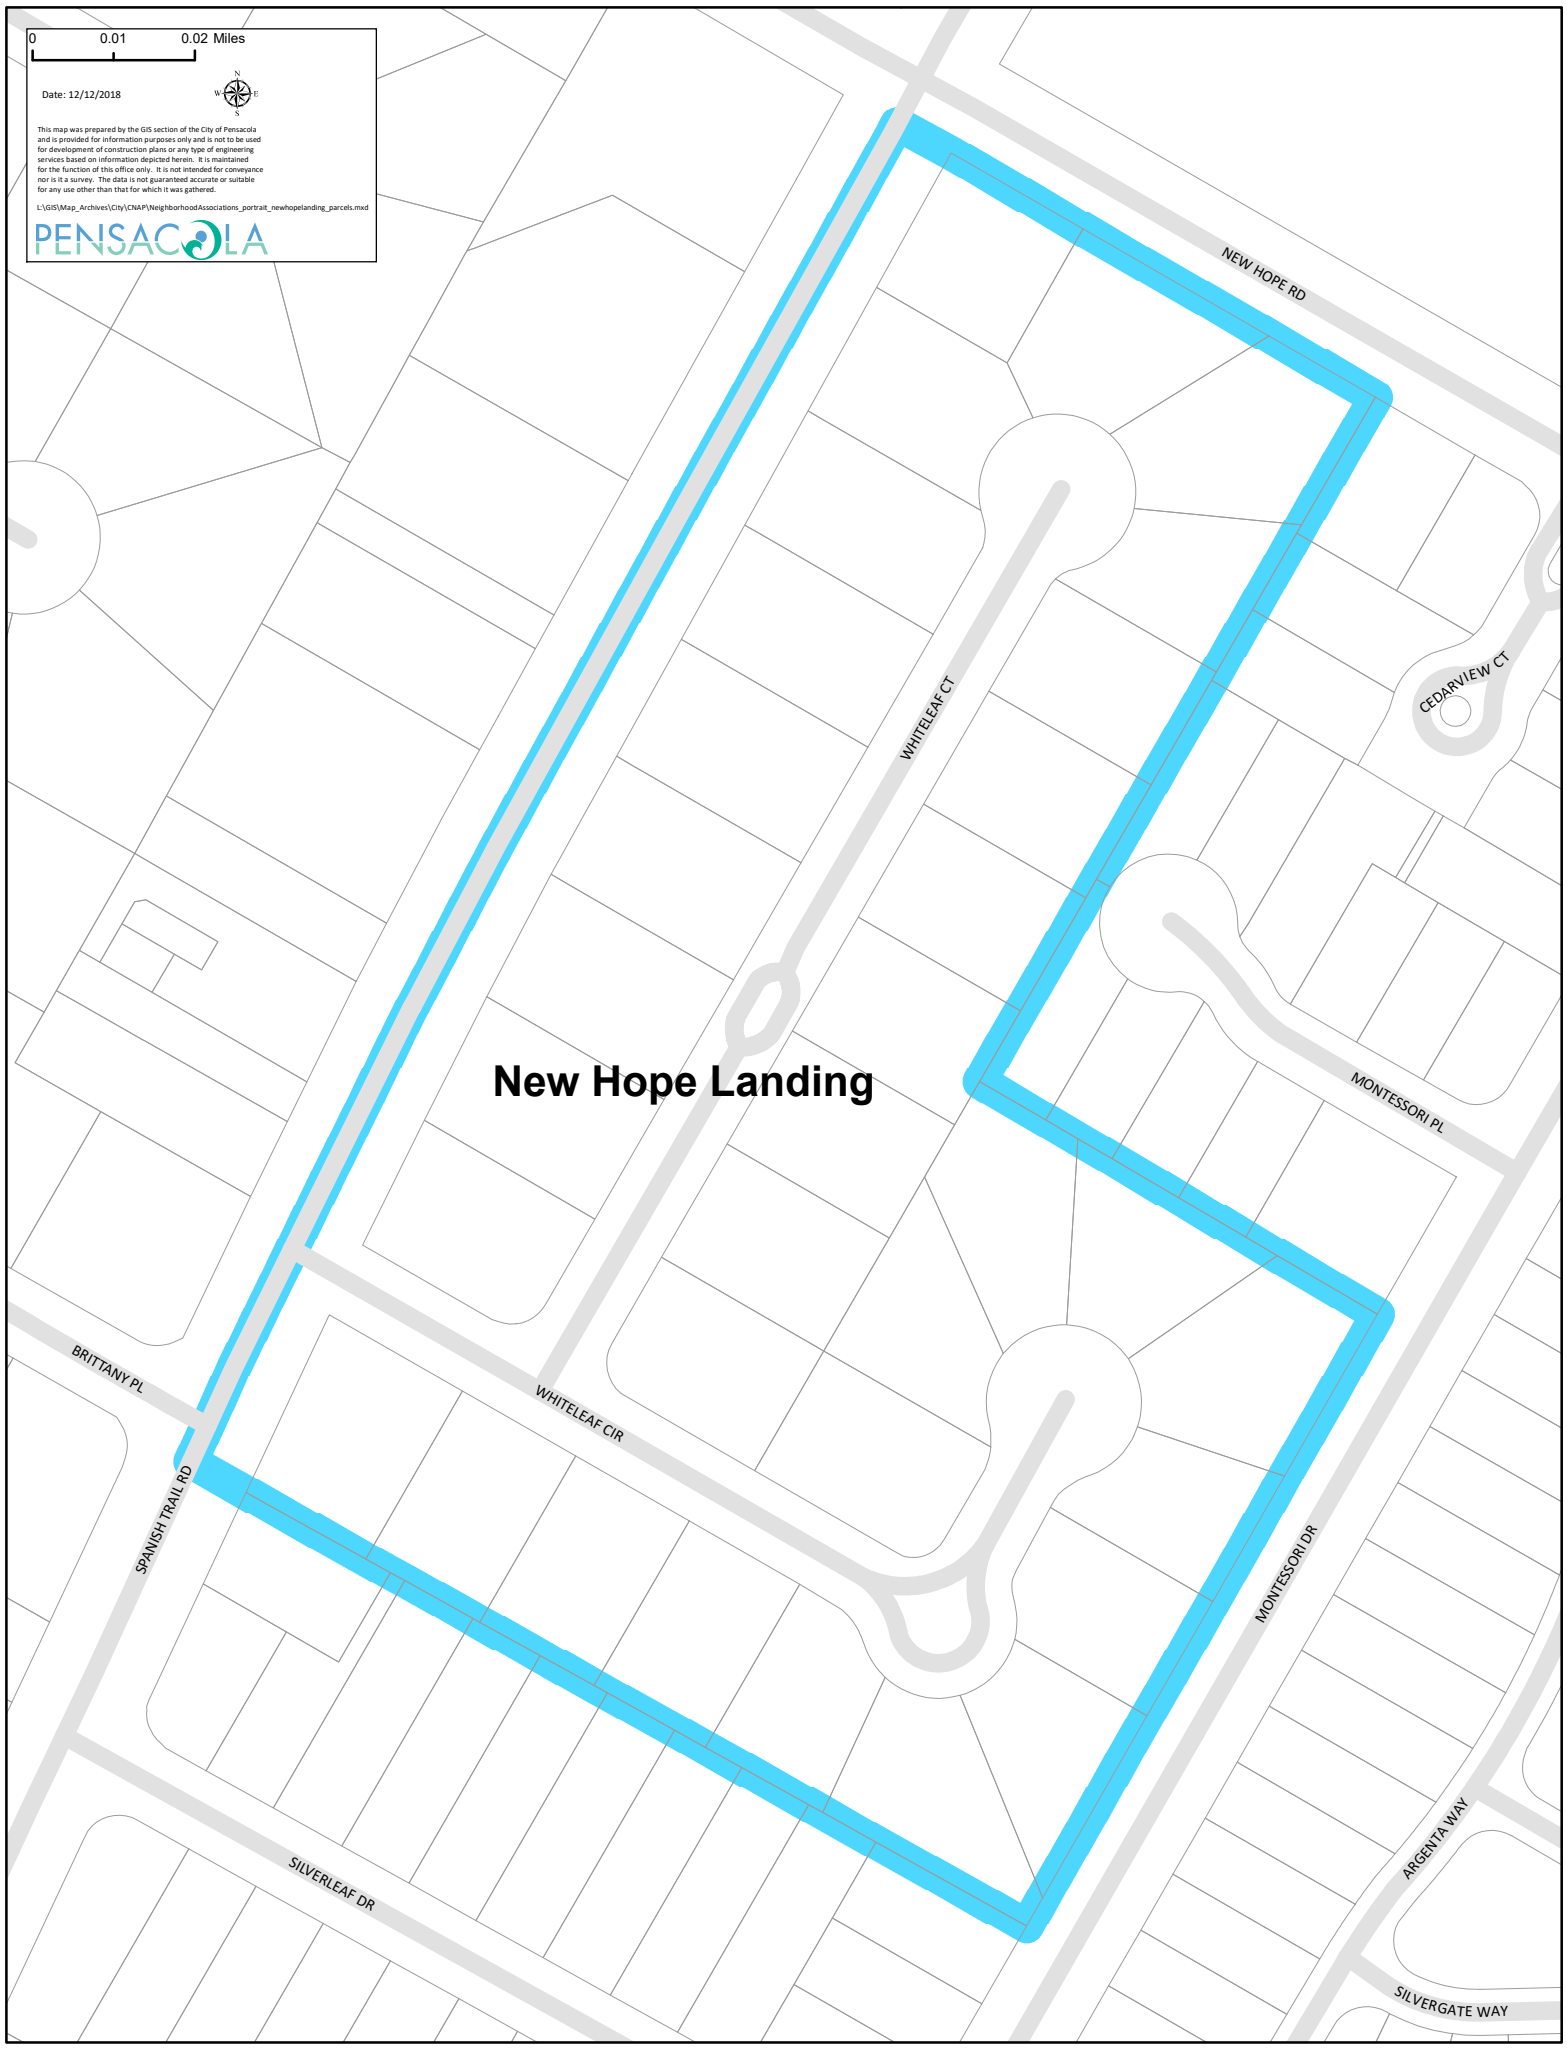 0 0.01 0.02 Miles
Date: 12/12/2018
N
W E
S
This map was prepared by the GIS section of the City of Pensacola
and is provided for information purposes only and is not to be used
for development of construction plans or any type of engineering
services based on information depicted herein. It is maintained
for the function of this office only. It is not intended for conveyance
nor is it a survey. The data is not guaranteed accurate or suitable
for any use other than that for which it was gathered.
L:\GIS\Map_Archives\City\CNAP\NeighborhoodAssociations_portrait_newhopelanding_parcels.mxd
PENSACOLA
NEW HOPE RD
CEDARVIEW CT
WHITELEAF CT
New Hope Landing
MONTESSORI PL
BRITTANY PL
WHITELEAF CIR
SPANISH TRAIL RD
MONTESSORI DR
ARGENTA WAY
SILVERLEAF DR
SILVERGATE WAY